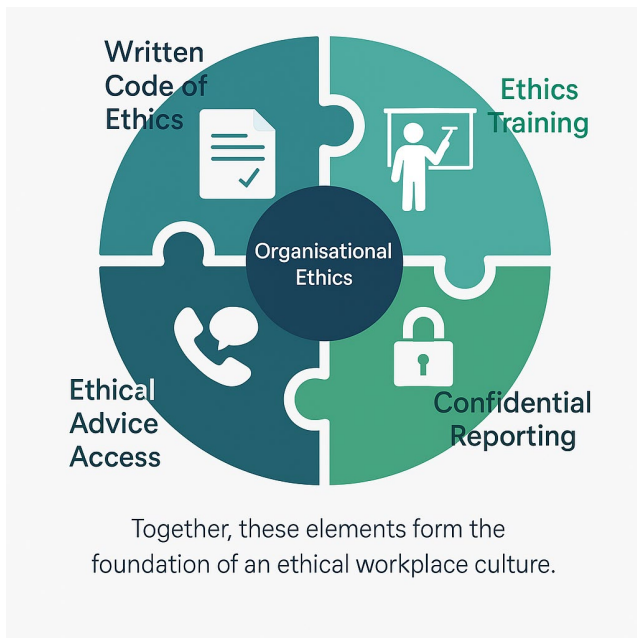 Written
Code of
Ethics
Ethics
Training
Organisational
Ethics
Ethical
Advice
Access
Confidential
Reporting
Together, these elements form the
foundation of an ethical workplace culture.